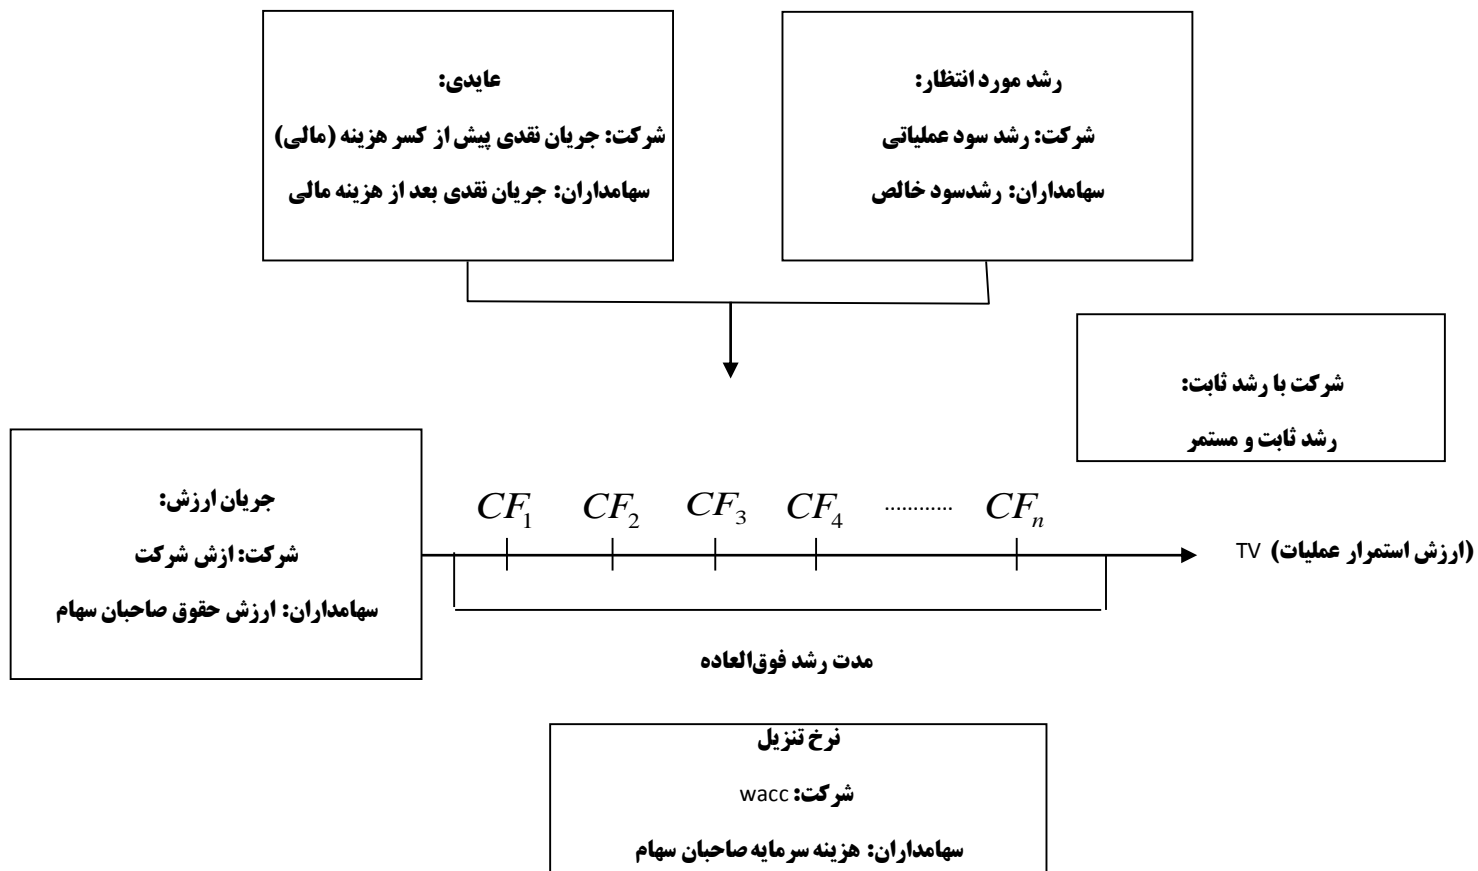 عایدی:
شرکت: جریان نقدی پیش از کسر هزینه (مالی)
سهامداران: جریان نقدی بعد از هزینه مالی
رشد مورد انتظار:
شرکت: رشد سود عملیاتی
سهامداران: رشدسود خالص
شرکت با رشد ثابت:
رشد ثابت و مستمر
جریان ارزش:
شرکت: ازش شرکت
سهامداران: ارزش حقوق صاحبان سهام
CF₁ CF₂ CF₃ CF₄ ............ CFₙ
TV (ارزش استمرار عملیات)
مدت رشد فوق‌العاده
نرخ تنزیل
شرکت: wacc
سهامداران: هزینه سرمایه صاحبان سهام